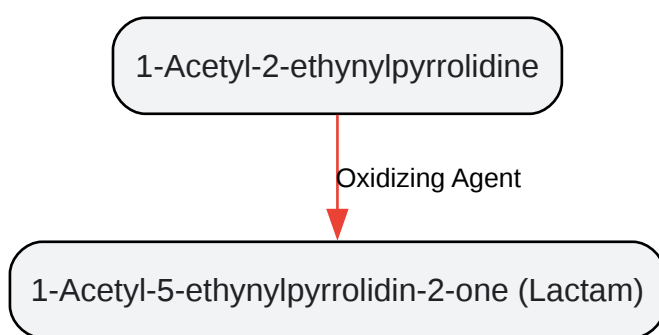 1-Acetyl-2-ethynylpyrrolidine
Oxidizing Agent
1-Acetyl-5-ethynylpyrrolidin-2-one (Lactam)